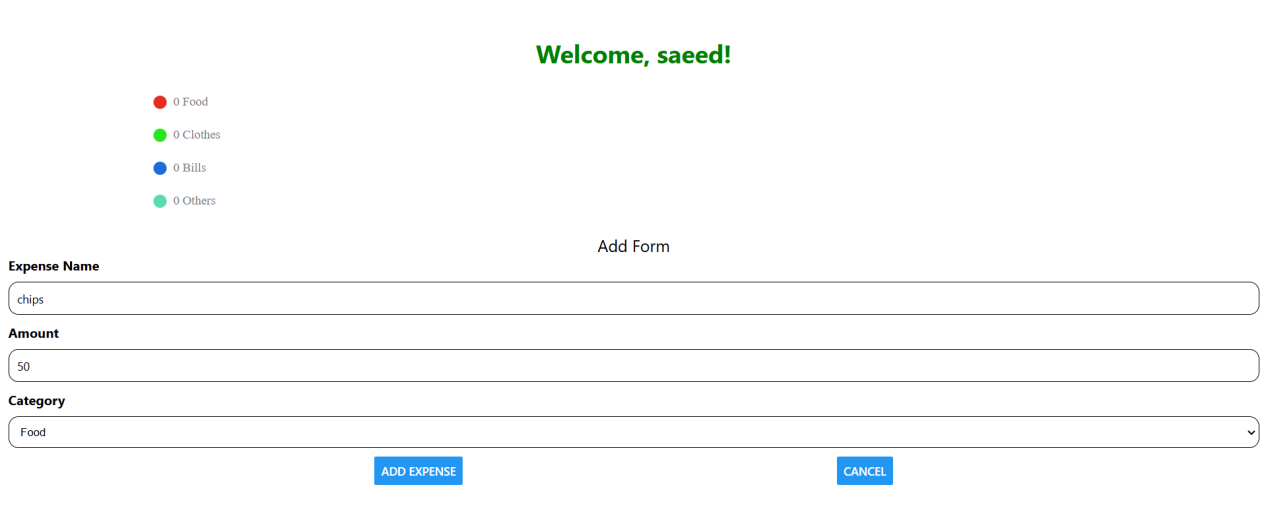 Welcome, saeed!
0 Food
0 Clothes
0 Bills
0 Others
Add Form
Expense Name
chips
Amount
50
Category
Food
ADD EXPENSE CANCEL